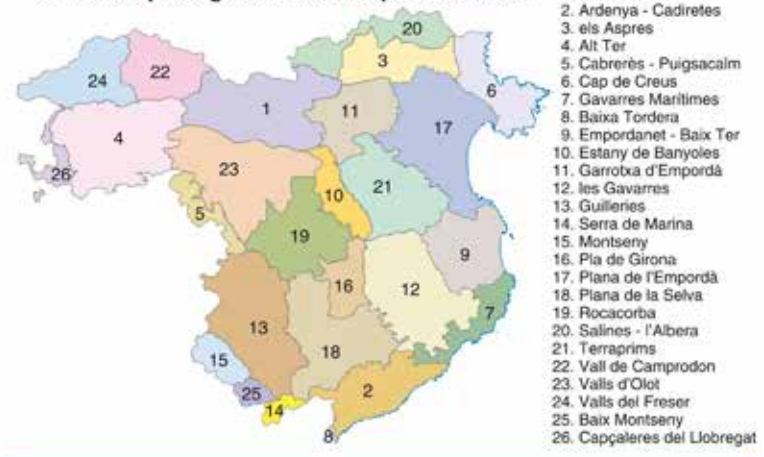 2. Ardenya - Cadiretes
3. els Aspres
4. Alt Ter
5. Cabrerès - Puigsacalm
6. Cap de Creus
7. Gavarres Marítimes
8. Baixa Tordera
9. Empordanet - Baix Ter
10. Estany de Banyoles
11. Garrotxa d'Empordà
12. les Gavarres
13. Guilleries
14. Serra de Marina
15. Montseny
16. Pla de Girona
17. Plana de l'Empordà
18. Plana de la Selva
19. Rocacorba
20. Salines - l'Albera
21. Terraprims
22. Vall de Camprodon
23. Valls d'Olot
24. Valls del Freser
25. Baix Montseny
26. Capçaleres del Llobregat
20
22
3
24
6
1
11
17
4
23
26
21
10
5
19
9
16
12
7
13
18
15
2
25
14
8